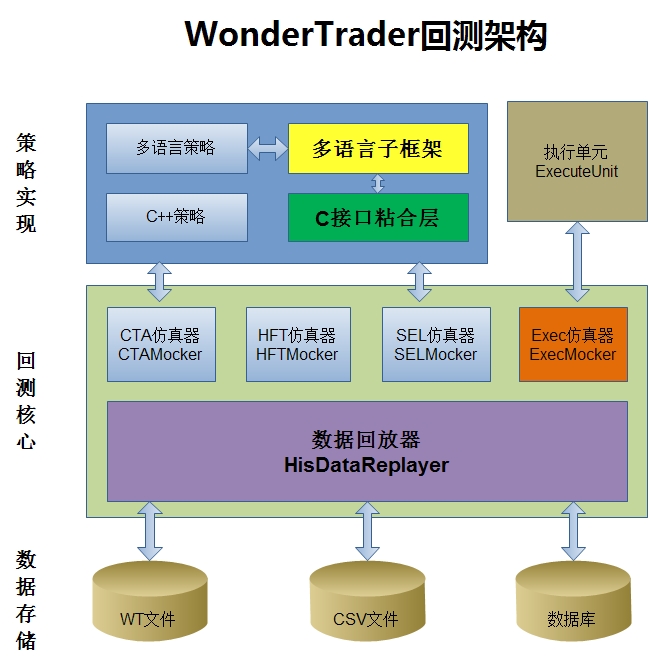 WonderTrader回测架构
策略实现
多语言策略
多语言子框架
C++策略
C接口粘合层
执行单元
ExecuteUnit
回测核心
CTA仿真器
CTAMocker
HFT仿真器
HFTMocker
SEL仿真器
SELMocker
Exec仿真器
ExecMocker
数据回放器
HisDataReplayer
数据存储
WT文件
CSV文件
数据库